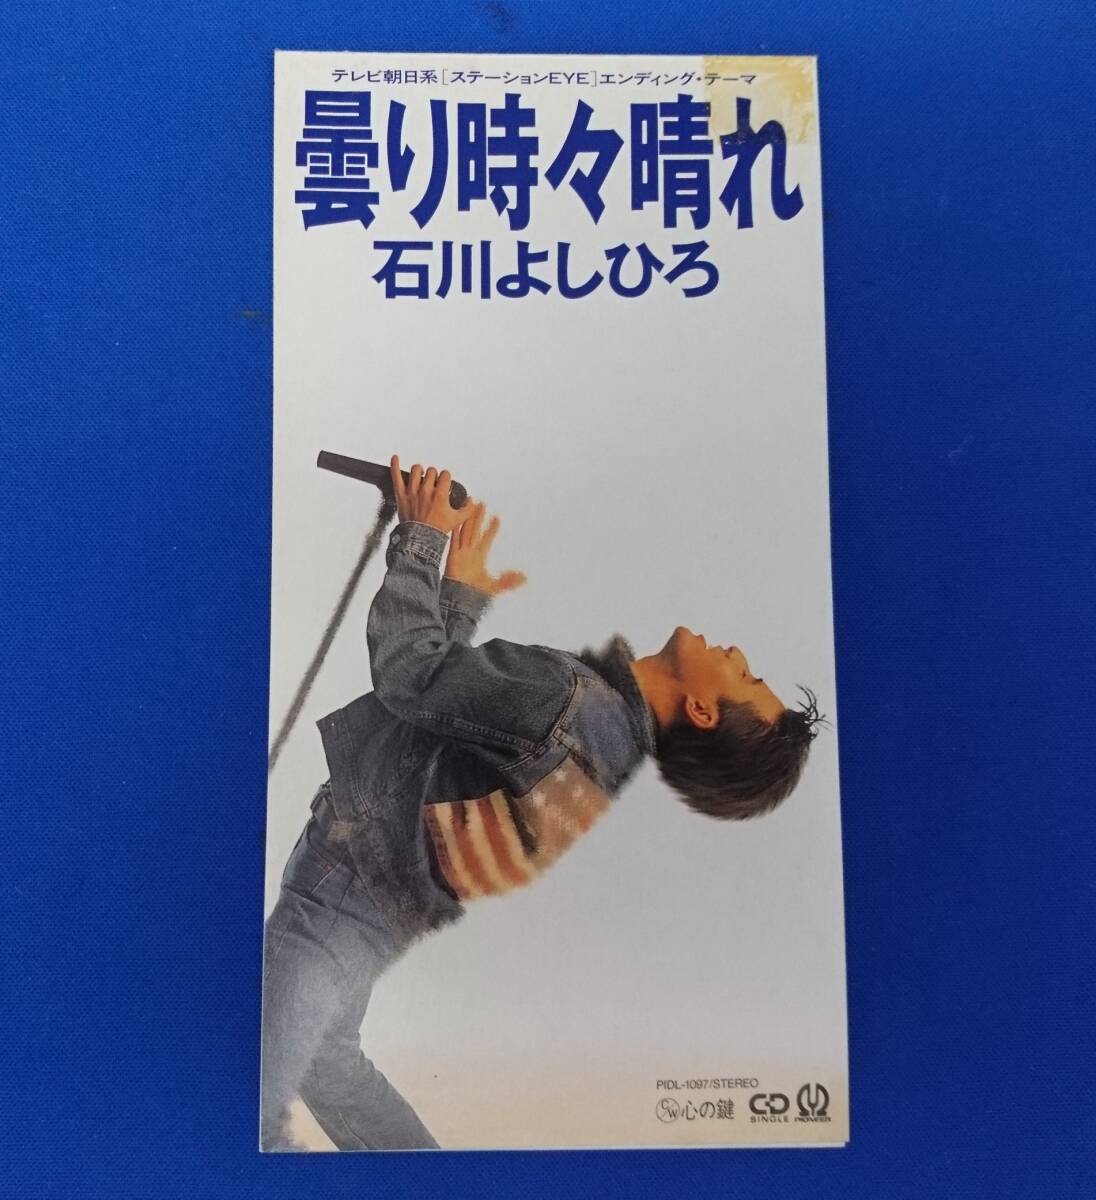 テレビ朝日系[ステーションEYE]エンディング・テーマ
曇り時々晴れ
石川よしひろ
PIDL-1097/STEREO
C/W 心の鍵
CD
SINGLE
PIONEER